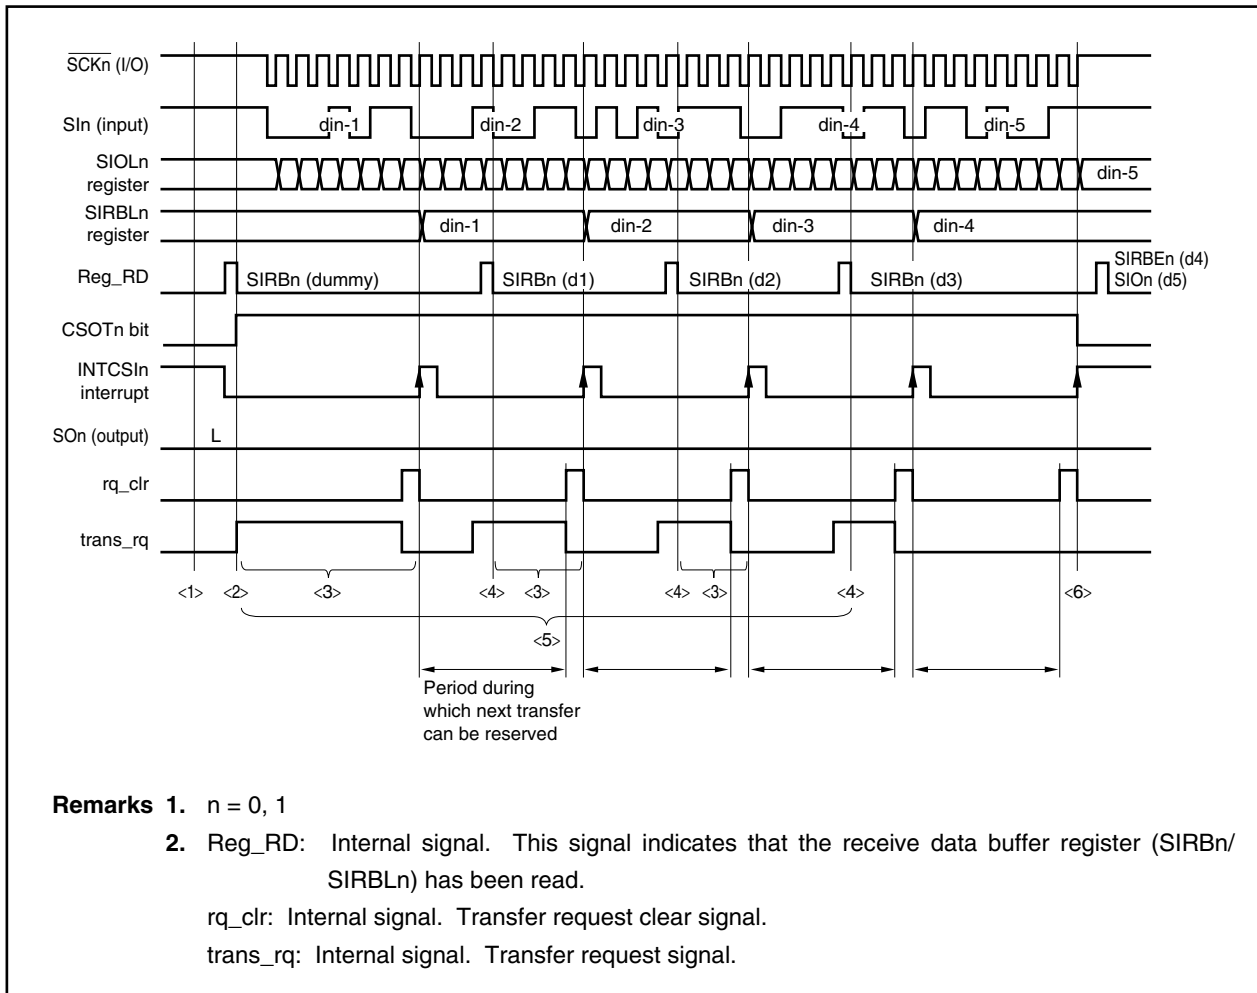 SCKn (I/O)
SIn (input) din-1 din-2 din-3 din-4 din-5
SIOLn
register
din-5
SIRBLn
register
din-1 din-2 din-3 din-4
Reg_RD SIRBn (dummy) SIRBn (d1) SIRBn (d2) SIRBn (d3)
SIRBEn (d4)
SIOn (d5)
CSOTn bit
INTCSIn
interrupt
SOn (output) L
rq_clr
trans_rq
<1> <2> <3> <4> <3> <4> <3> <4> <6>
<5>
Period during
which next transfer
can be reserved
Remarks 1. n = 0, 1
2. Reg_RD: Internal signal. This signal indicates that the receive data buffer register (SIRBn/
SIRBLn) has been read.
rq_clr: Internal signal. Transfer request clear signal.
trans_rq: Internal signal. Transfer request signal.